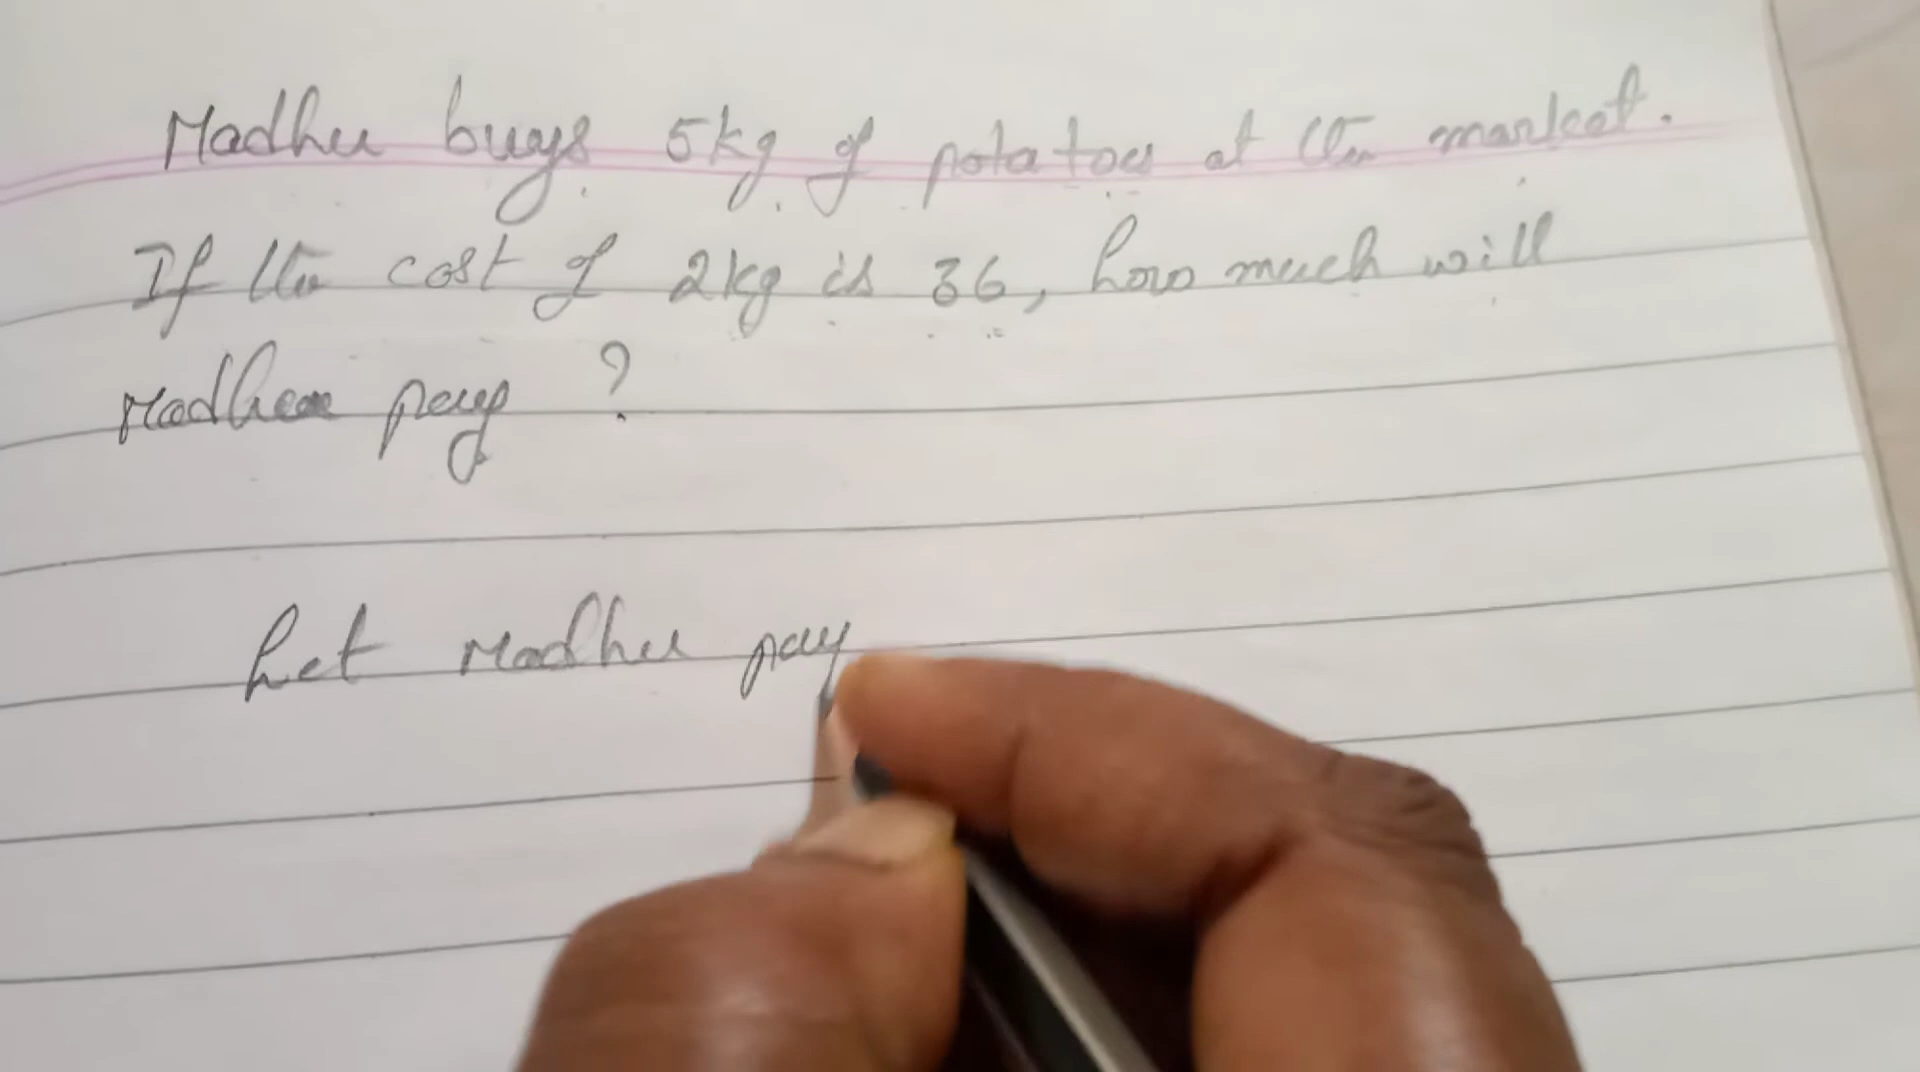 Madhu buys 5kg of potatoes at the market.
If the cost of 2kg is 36, how much will
Madhu pay ?
Let Madhu pay